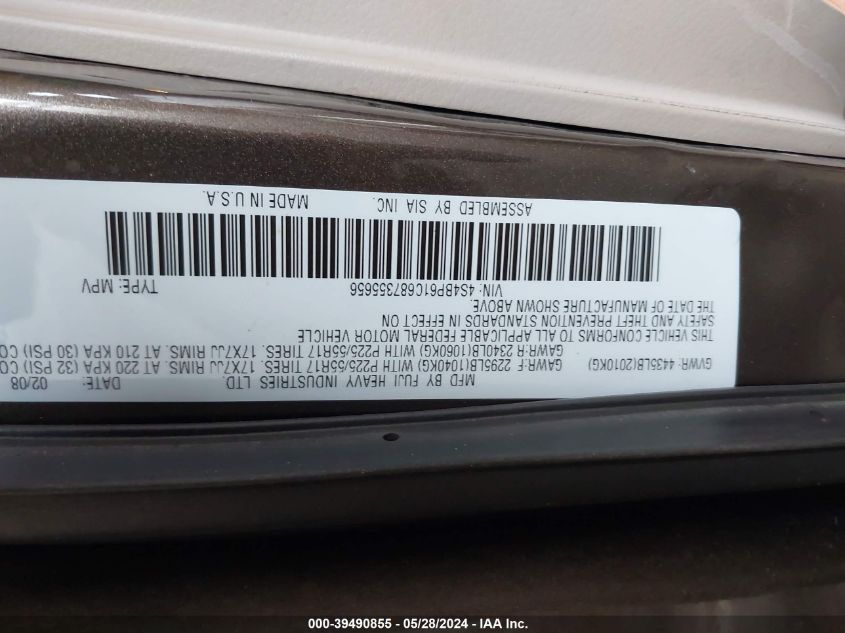 MFD BY FUJI HEAVY INDUSTRIES LTD. DATE: 02/08
GVWR: 4435LB(2010KG) GAWR:F 2295LB(1040KG) WITH P225/55R17 TIRES. 17X7JJ RIMS. AT 220 KPA (32 PSI) CO
GAWR:R 2340LB(1060KG) WITH P225/55R17 TIRES. 17X7JJ RIMS. AT 210 KPA (30 PSI) CO
THIS VEHICLE CONFORMS TO ALL APPLICABLE FEDERAL MOTOR VEHICLE
SAFETY AND THEFT PREVENTION STANDARDS IN EFFECT ON
THE DATE OF MANUFACTURE SHOWN ABOVE.
VIN: 4S4BP61C687355656 TYPE: MPV
ASSEMBLED BY SIA INC. MADE IN U.S.A.
000-39490855 - 05/28/2024 - IAA Inc.